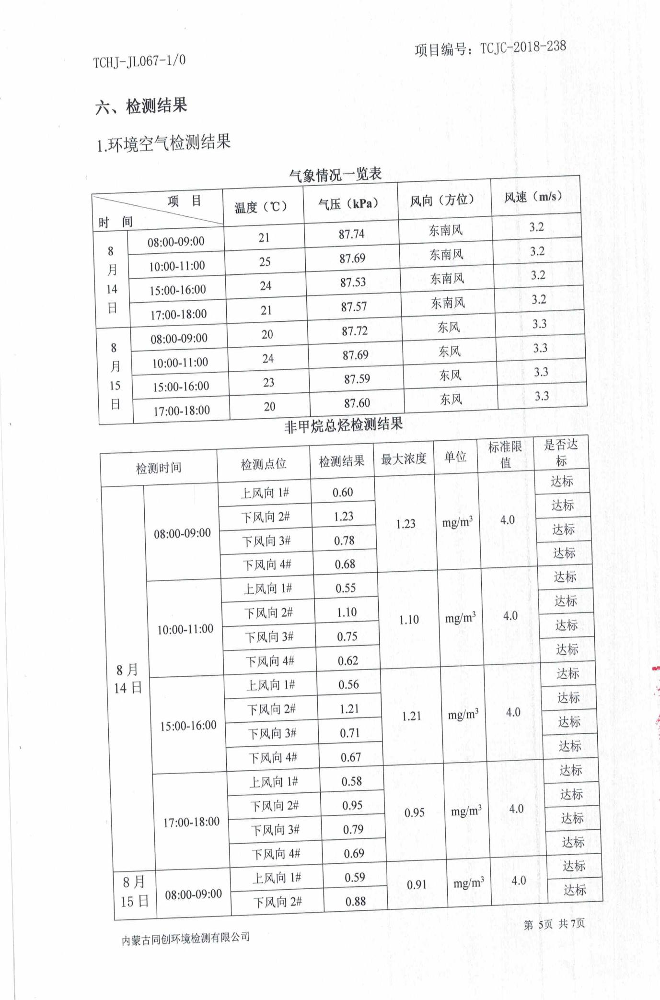 TCHJ-JL067-1/0
项目编号：TCJC-2018-238
六、检测结果
1.环境空气检测结果
气象情况一览表
项 目
时 间
温度（℃） 气压（kPa） 风向（方位） 风速（m/s）
8月14日
08:00-09:00 21 87.74 东南风 3.2
10:00-11:00 25 87.69 东南风 3.2
15:00-16:00 24 87.53 东南风 3.2
17:00-18:00 21 87.57 东南风 3.2
8月15日
08:00-09:00 20 87.72 东风 3.3
10:00-11:00 24 87.69 东风 3.3
15:00-16:00 23 87.59 东风 3.3
17:00-18:00 20 87.60 东风 3.3
非甲烷总烃检测结果
检测时间 检测点位 检测结果 最大浓度 单位 标准限值 是否达标
8月14日
08:00-09:00 1.23 mg/m³ 4.0
上风向 1# 0.60 达标
下风向 2# 1.23 达标
下风向 3# 0.78 达标
下风向 4# 0.68 达标
10:00-11:00 1.10 mg/m³ 4.0
上风向 1# 0.55 达标
下风向 2# 1.10 达标
下风向 3# 0.75 达标
下风向 4# 0.62 达标
15:00-16:00 1.21 mg/m³ 4.0
上风向 1# 0.56 达标
下风向 2# 1.21 达标
下风向 3# 0.71 达标
下风向 4# 0.67 达标
17:00-18:00 0.95 mg/m³ 4.0
上风向 1# 0.58 达标
下风向 2# 0.95 达标
下风向 3# 0.79 达标
下风向 4# 0.69 达标
8月15日
08:00-09:00 0.91 mg/m³ 4.0
上风向 1# 0.59 达标
下风向 2# 0.88 达标
第 5页 共 7页
内蒙古同创环境检测有限公司